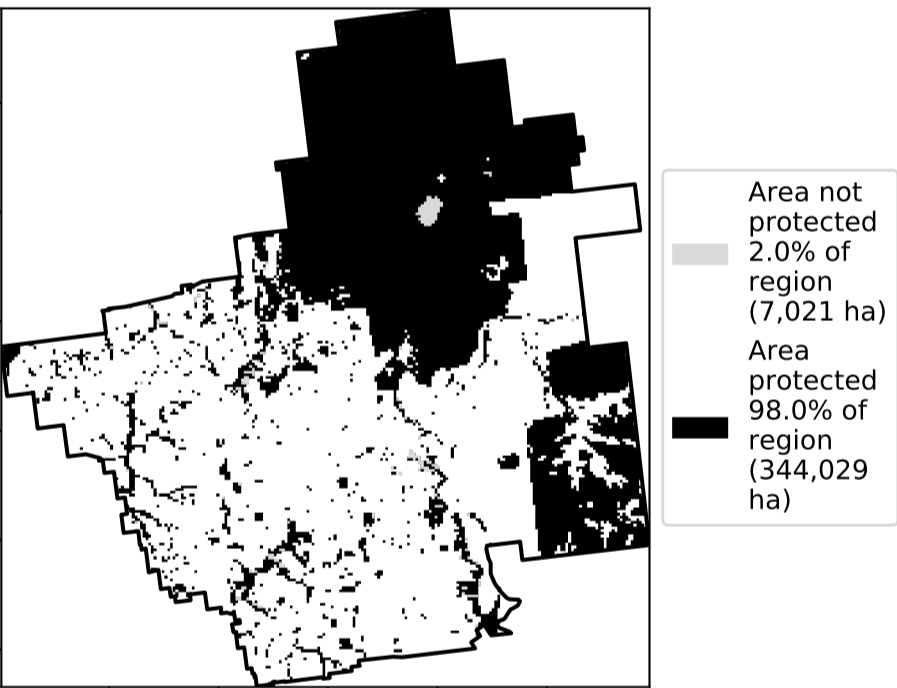 Area not
protected
2.0% of
region
(7,021 ha)
Area
protected
98.0% of
region
(344,029
ha)